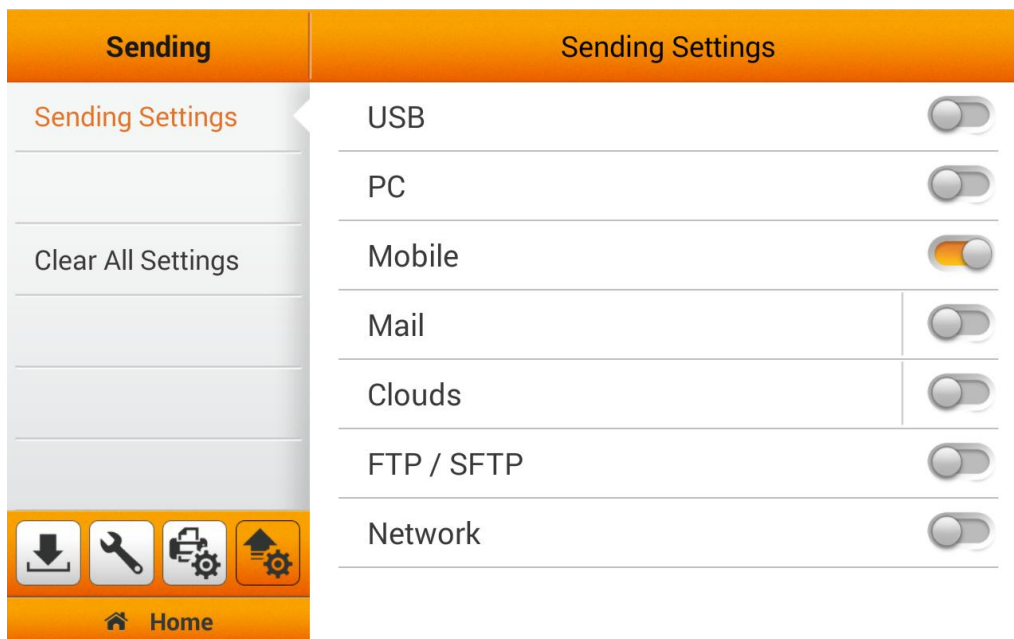 Sending
Sending Settings
Sending Settings
Clear All Settings
USB
PC
Mobile
Mail
Clouds
FTP / SFTP
Network
Home